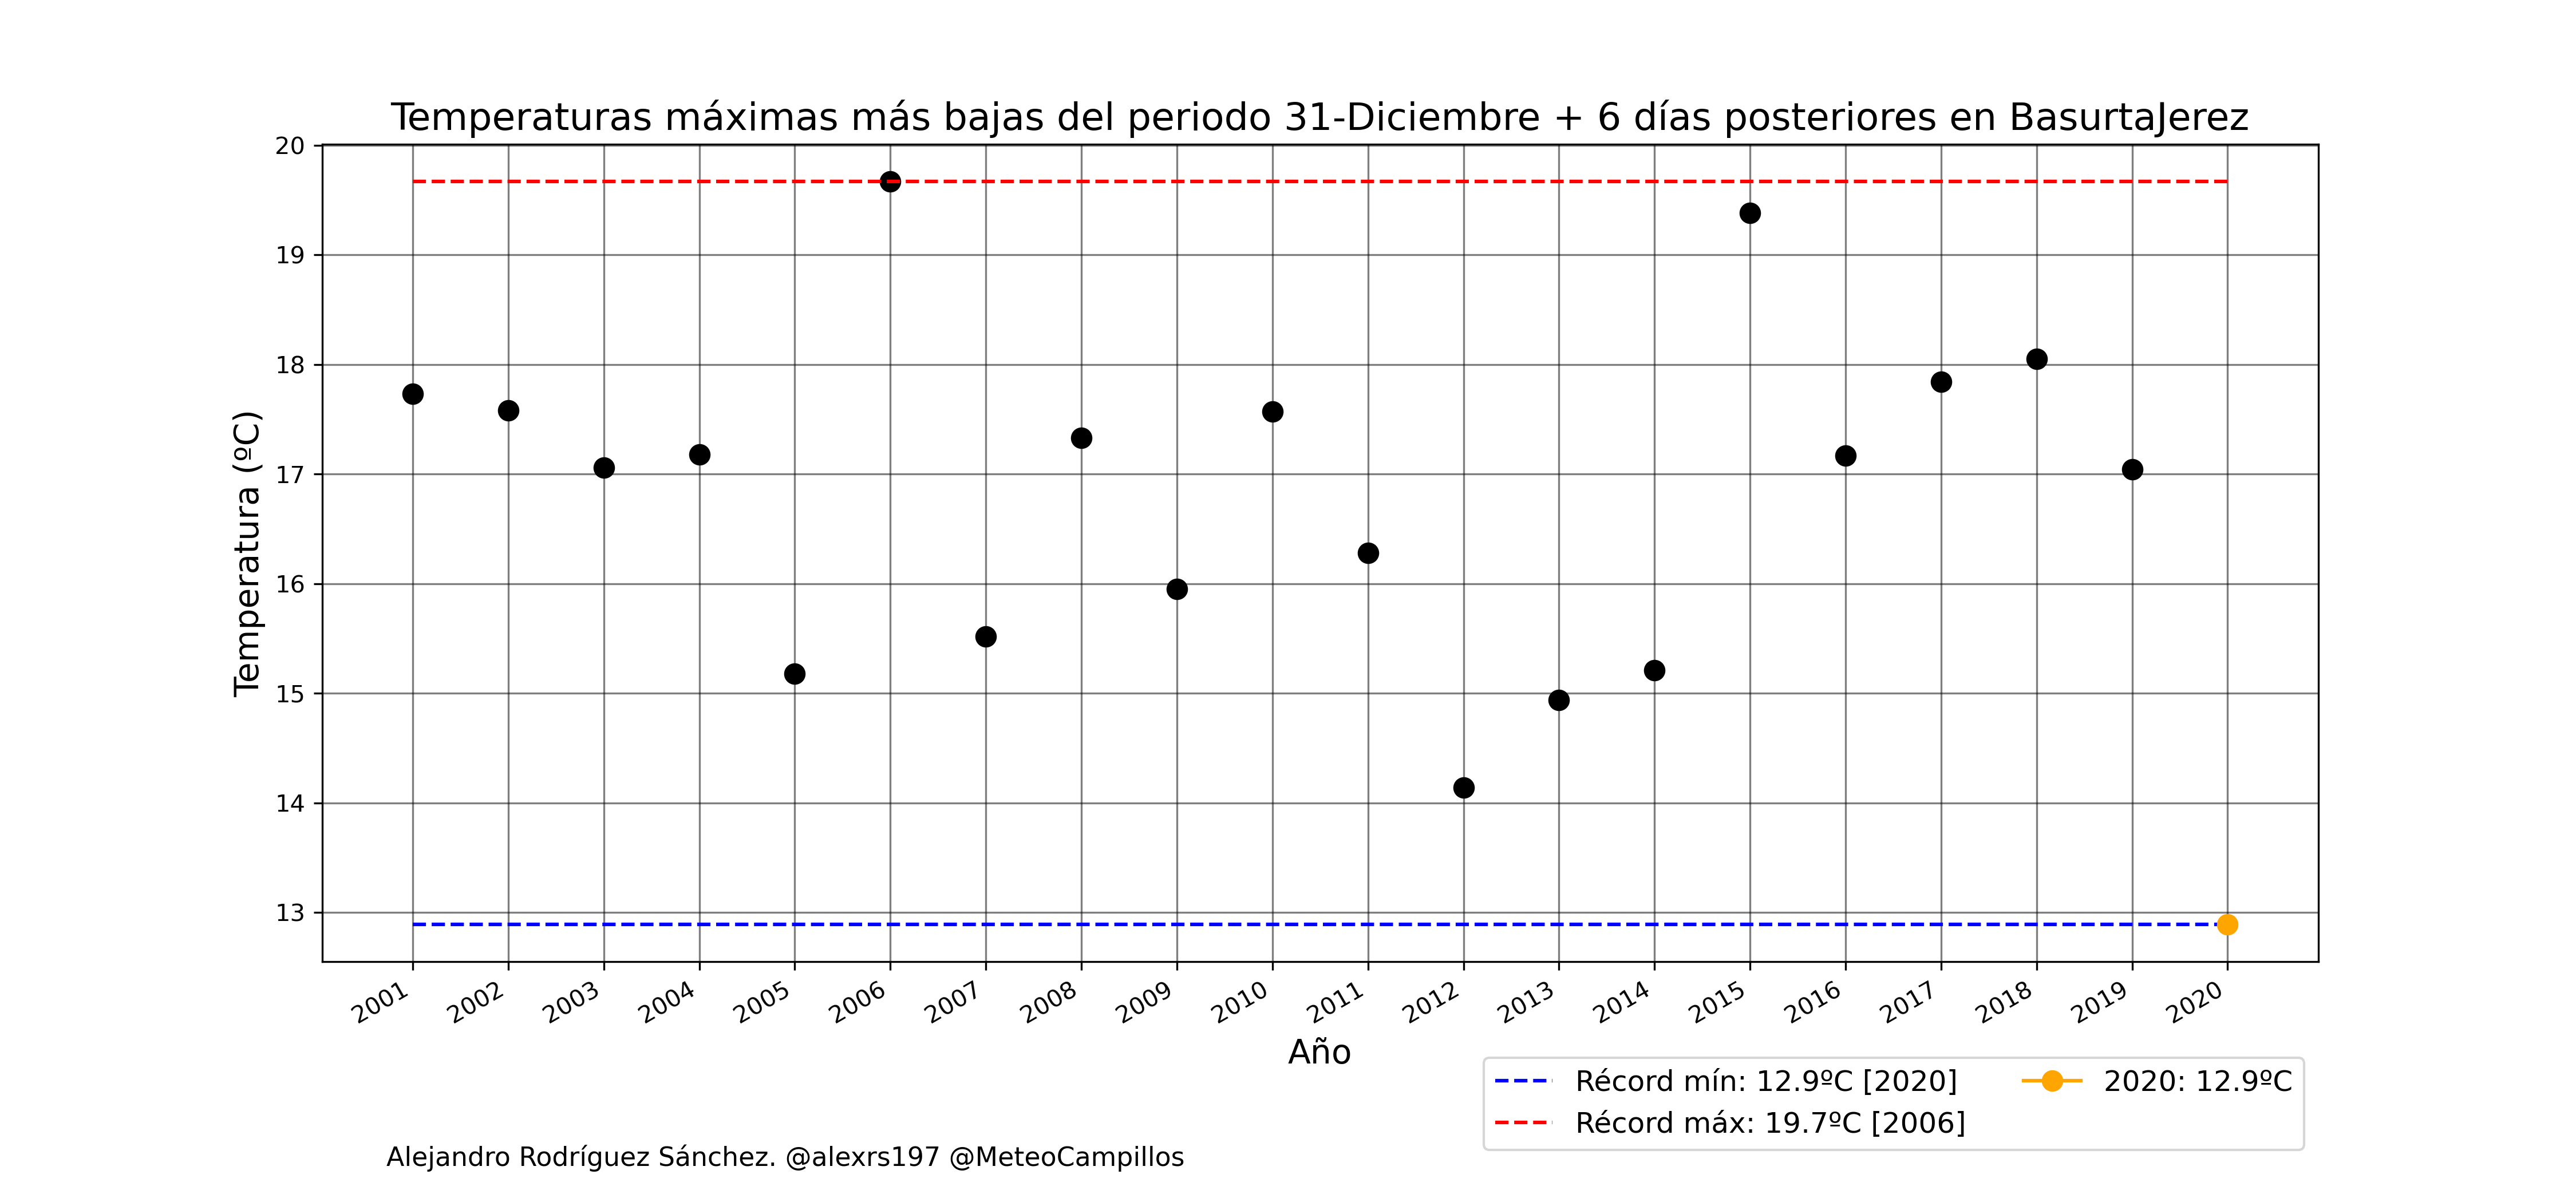 Temperaturas máximas más bajas del periodo 31-Diciembre + 6 días posteriores en BasurtaJerez
20
19
18
17
16
15
14
13
Temperatura (ºC)
2001 2002 2003 2004 2005 2006 2007 2008 2009 2010 2011 2012 2013 2014 2015 2016 2017 2018 2019 2020
Año
Récord mín: 12.9ºC [2020]
Récord máx: 19.7ºC [2006]
2020: 12.9ºC
Alejandro Rodríguez Sánchez. @alexrs197 @MeteoCampillos